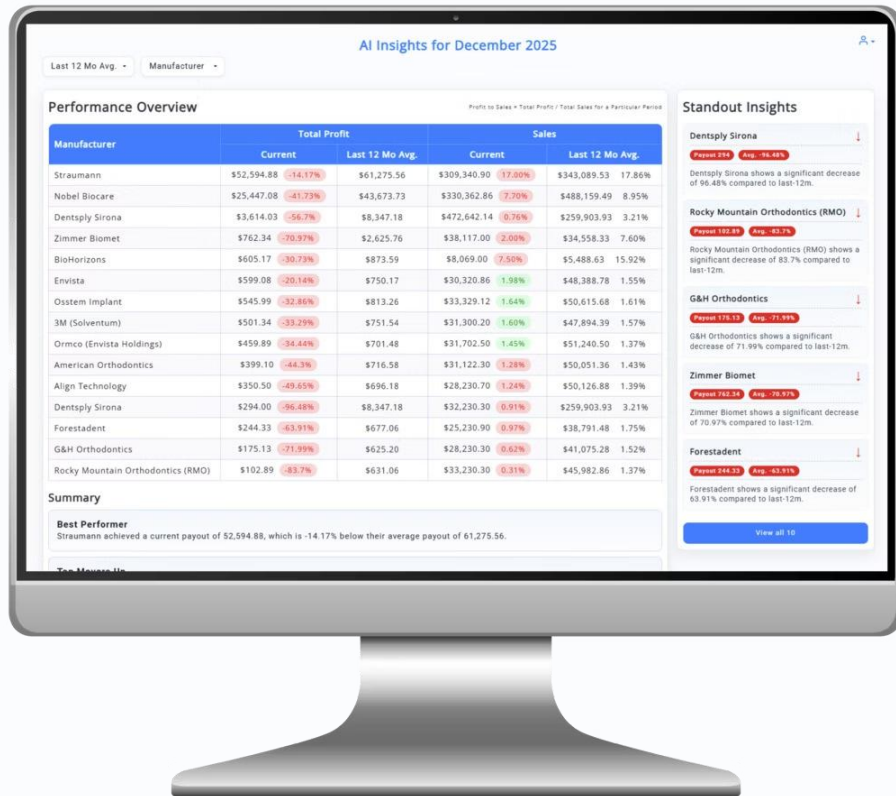 AI Insights for December 2025
Last 12 Mo Avg.
Manufacturer
Performance Overview
Profit to Sales = Total Profit / Total Sales for a Particular Period
Manufacturer Total Profit Sales
Current Last 12 Mo Avg. Current Last 12 Mo Avg.
Straumann $52,594.88 -14.17% $61,275.56 $309,340.90 17.00% $343,089.53 17.86%
Nobel Biocare $25,447.08 -41.73% $43,673.73 $330,362.86 7.70% $488,159.49 8.95%
Dentsply Sirona $3,614.03 -56.7% $8,347.18 $472,642.14 0.76% $259,903.93 3.21%
Zimmer Biomet $762.34 -70.97% $2,625.76 $38,117.00 2.00% $34,558.33 7.60%
BioHorizons $605.17 -30.73% $873.59 $8,069.00 7.50% $5,488.63 15.92%
Envista $599.08 -20.14% $750.17 $30,320.86 1.98% $48,388.78 1.55%
Osstem Implant $545.99 -32.86% $813.26 $33,329.12 1.64% $50,615.68 1.61%
3M (Solventum) $501.34 -33.29% $751.54 $31,300.20 1.60% $47,894.39 1.57%
Ormco (Envista Holdings) $459.89 -34.44% $701.48 $31,702.50 1.45% $51,240.50 1.37%
American Orthodontics $399.10 -44.3% $716.58 $31,122.30 1.28% $50,051.36 1.43%
Align Technology $350.50 -49.65% $696.18 $28,230.70 1.24% $50,126.88 1.39%
Dentsply Sirona $294.00 -96.48% $8,347.18 $32,230.30 0.91% $259,903.93 3.21%
Forestadent $244.33 -63.91% $677.06 $25,230.90 0.97% $38,791.48 1.75%
G&H Orthodontics $175.13 -71.99% $625.20 $28,230.30 0.62% $41,075.28 1.52%
Rocky Mountain Orthodontics (RMO) $102.89 -83.7% $631.06 $33,230.30 0.31% $45,982.86 1.37%
Summary
Best Performer
Straumann achieved a current payout of 52,594.88, which is -14.17% below their average payout of 61,275.56.
Top Movers Up
Standout Insights
Dentsply Sirona
Payout 294 Avg. -96.48%
Dentsply Sirona shows a significant decrease
of 96.48% compared to last-12m.
Rocky Mountain Orthodontics (RMO)
Payout 102.89 Avg. -83.7%
Rocky Mountain Orthodontics (RMO) shows a
significant decrease of 83.7% compared to
last-12m.
G&H Orthodontics
Payout 175.13 Avg. -71.99%
G&H Orthodontics shows a significant
decrease of 71.99% compared to last-12m.
Zimmer Biomet
Payout 762.34 Avg. -70.97%
Zimmer Biomet shows a significant decrease
of 70.97% compared to last-12m.
Forestadent
Payout 244.33 Avg. -63.91%
Forestadent shows a significant decrease of
63.91% compared to last-12m.
View all 10